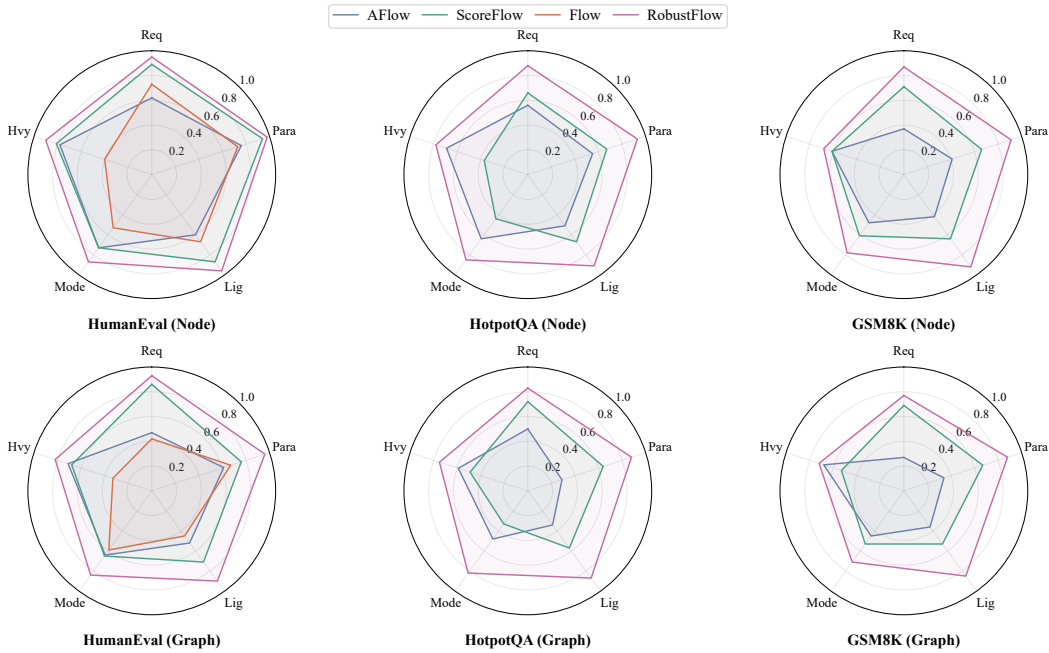 AFlow ScoreFlow Flow RobustFlow
Req Req Req
1.0 1.0 1.0
0.8 0.8 0.8
0.6 0.6 0.6
Hvy Para Hvy Para Hvy Para
0.4 0.4 0.4
0.2 0.2 0.2
Mode Lig Mode Lig Mode Lig
HumanEval (Node) HotpotQA (Node) GSM8K (Node)
Req Req Req
1.0 1.0 1.0
0.8 0.8 0.8
0.6 0.6 0.6
Hvy Para Hvy Para Hvy Para
0.4 0.4 0.4
0.2 0.2 0.2
Mode Lig Mode Lig Mode Lig
HumanEval (Graph) HotpotQA (Graph) GSM8K (Graph)